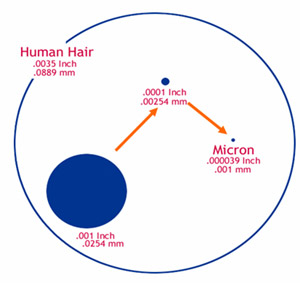 Human Hair
.0035 Inch
.0889 mm
.0001 Inch
.00254 mm
Micron
.000039 Inch
.001 mm
.001 Inch
.0254 mm